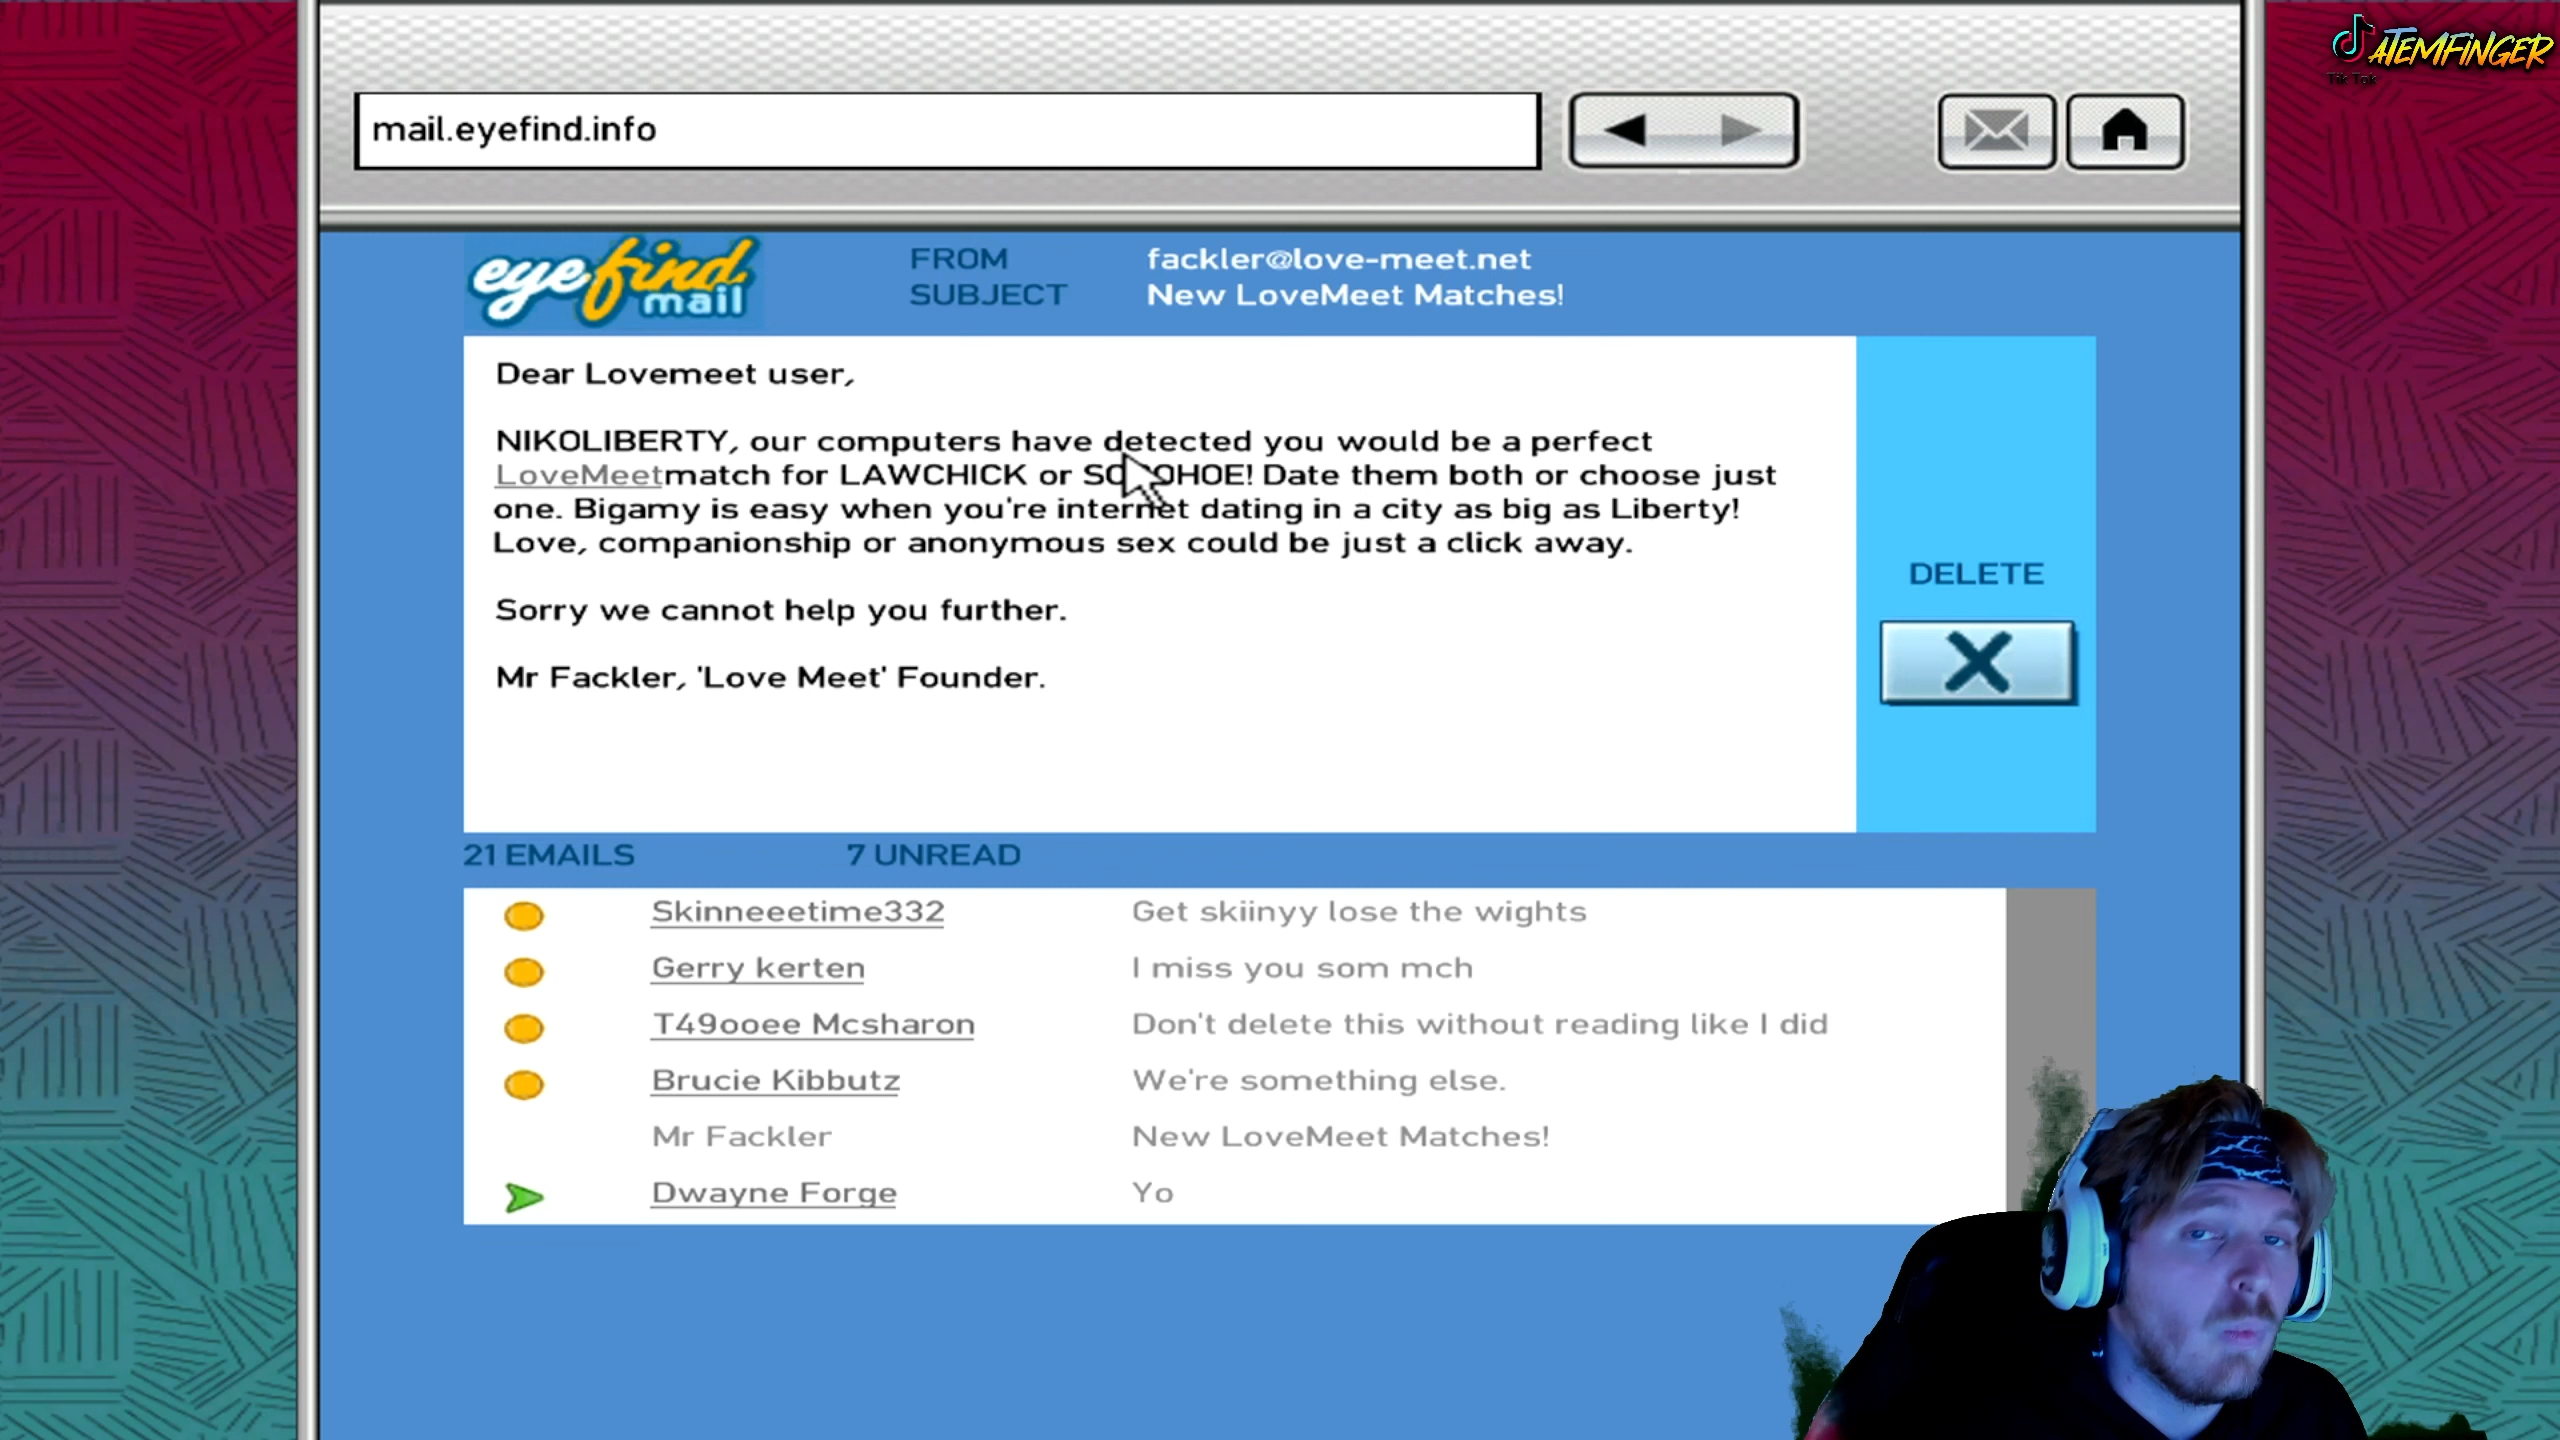 ATEMFINGER
Tik Tok
mail.eyefind.info
eyefind mail
FROM fackler@love-meet.net
SUBJECT New LoveMeet Matches!
Dear Lovemeet user,
NIKOLIBERTY, our computers have detected you would be a perfect
LoveMeetmatch for LAWCHICK or Date them both or choose just
one. Bigamy is easy when you're internet dating in a city as big as Liberty!
Love, companionship or anonymous sex could be just a click away.
Sorry we cannot help you further.
Mr Fackler, 'Love Meet' Founder.
DELETE
21 EMAILS 7 UNREAD
Skinneeetime332 Get skiinyy lose the wights
Gerry kerten I miss you som mch
T49ooee Mcsharon Don't delete this without reading like I did
Brucie Kibbutz We're something else.
Mr Fackler New LoveMeet Matches!
Dwayne Forge Yo